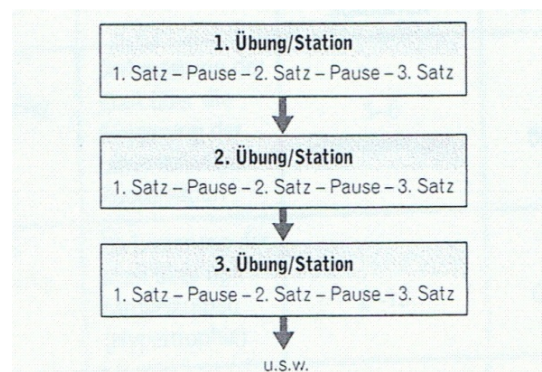 1. Übung/Station
1. Satz – Pause – 2. Satz – Pause – 3. Satz
2. Übung/Station
1. Satz – Pause – 2. Satz – Pause – 3. Satz
3. Übung/Station
1. Satz – Pause – 2. Satz – Pause – 3. Satz
u.s.w.